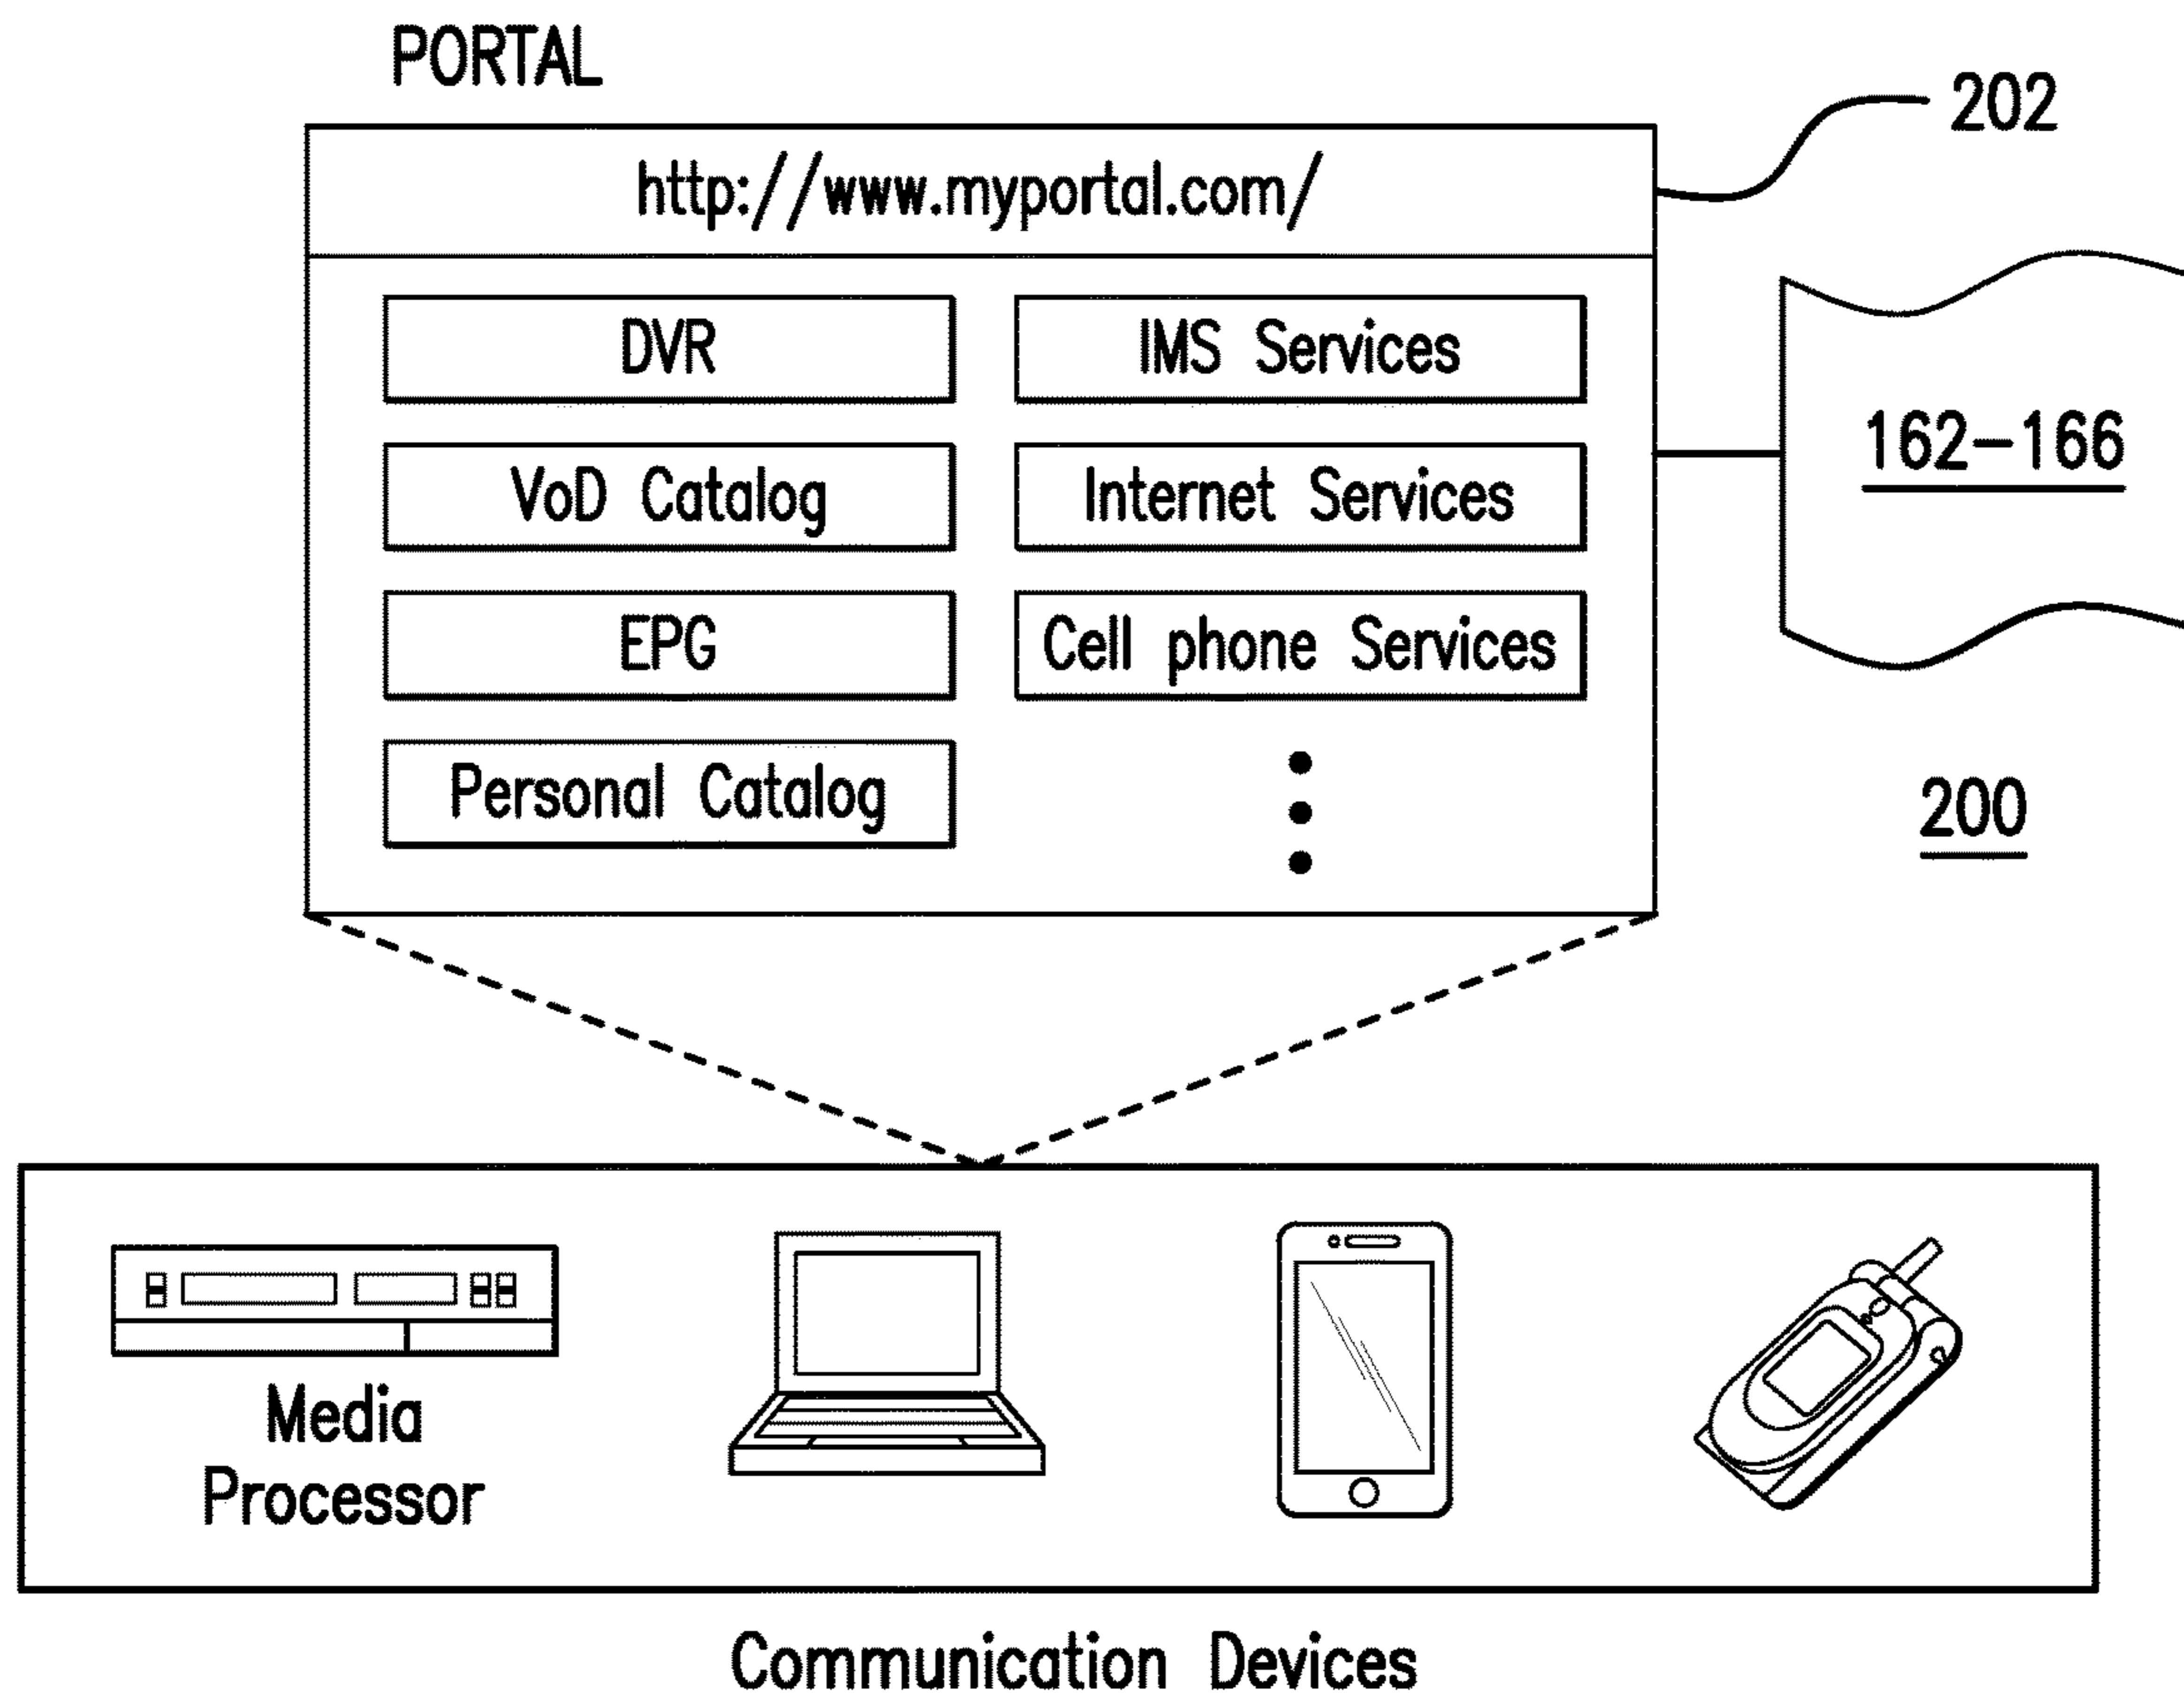 PORTAL
202
http://www.myportal.com/
DVR
IMS Services
VoD Catalog
Internet Services
162-166
EPG
Cell phone Services
Personal Catalog
200
Media
Processor
Communication Devices